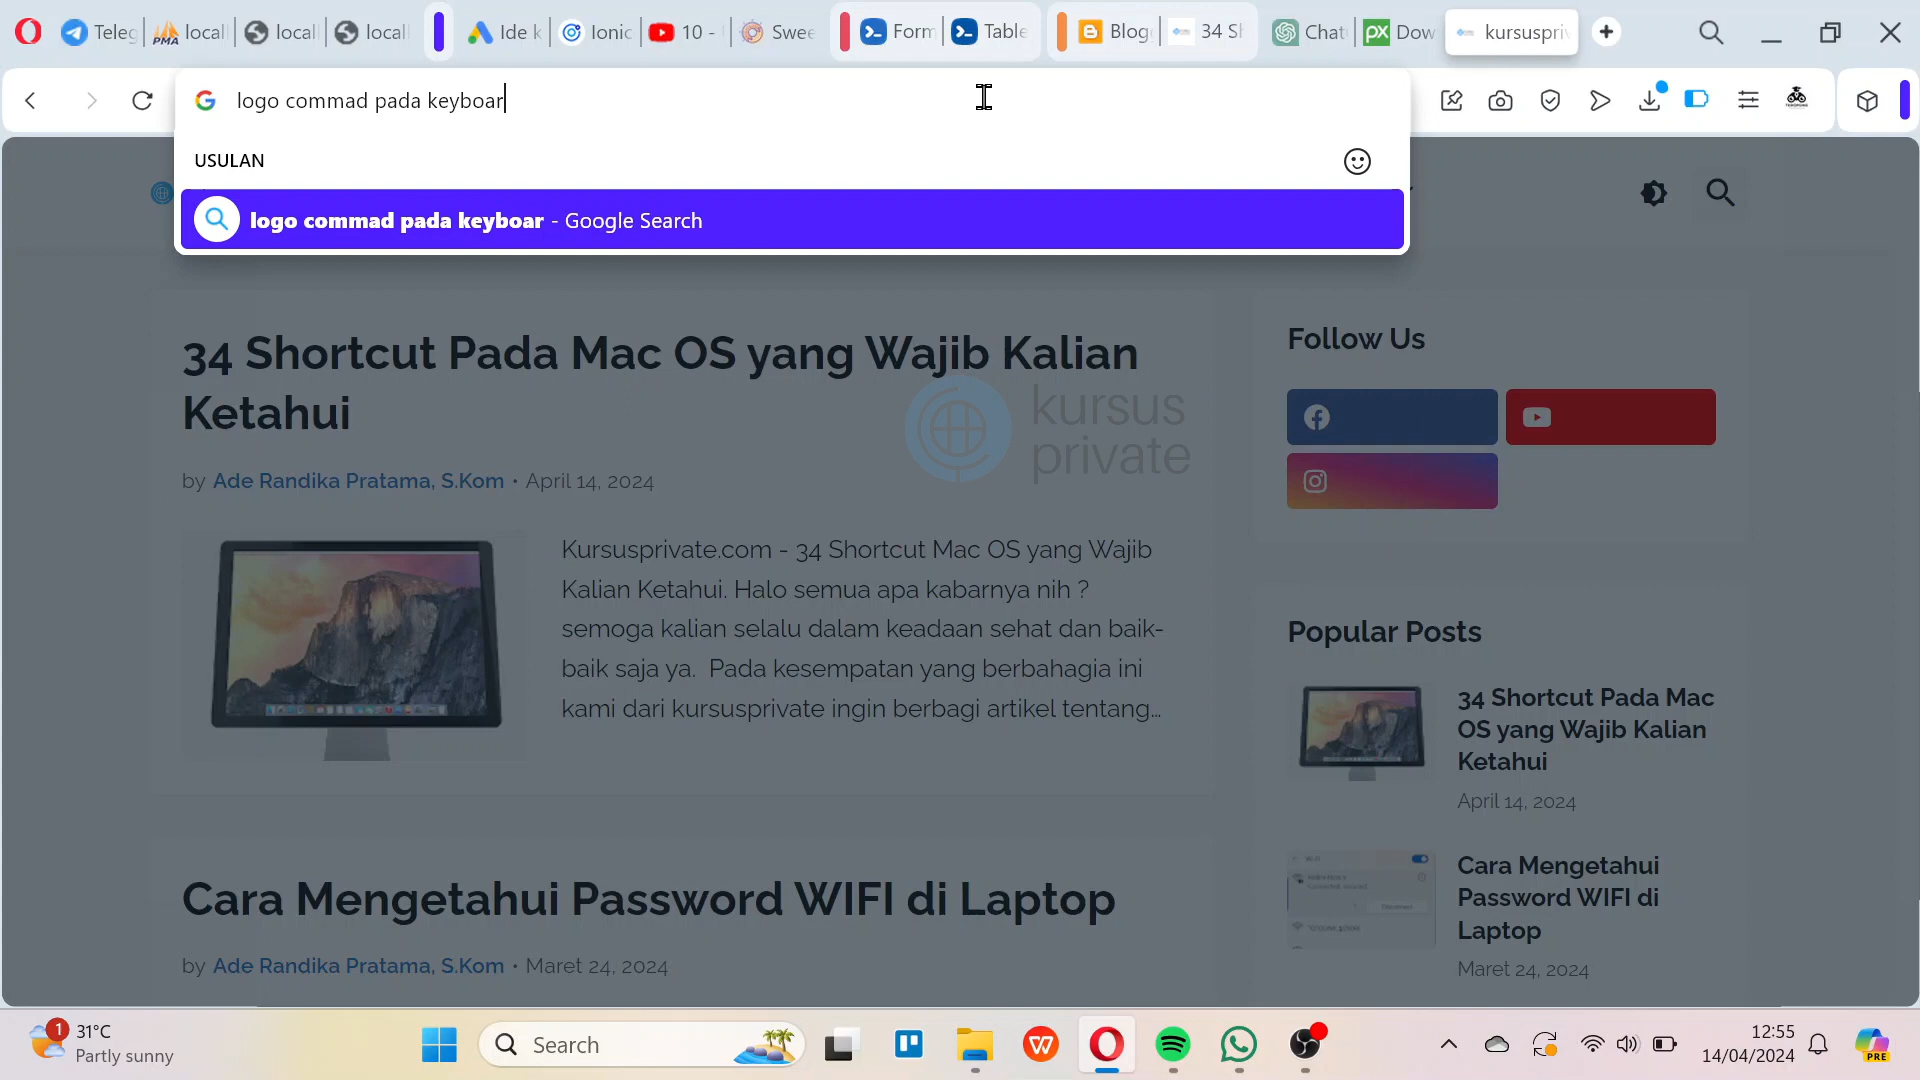 Teleg
locall
locall
locall
Ide k
Ionic
10 -
Swee
Form
Table
Blog
34 Sh
Chat
Dow
kursuspriv
logo commad pada keyboar
USULAN
logo commad pada keyboar - Google Search
34 Shortcut Pada Mac OS yang Wajib Kalian
Ketahui
kursus
private
by Ade Randika Pratama, S.Kom • April 14, 2024
Kursusprivate.com - 34 Shortcut Mac OS yang Wajib
Kalian Ketahui. Halo semua apa kabarnya nih ?
semoga kalian selalu dalam keadaan sehat dan baik-
baik saja ya. Pada kesempatan yang berbahagia ini
kami dari kursusprivate ingin berbagi artikel tentang…
Cara Mengetahui Password WIFI di Laptop
by Ade Randika Pratama, S.Kom • Maret 24, 2024
Follow Us
Popular Posts
34 Shortcut Pada Mac
OS yang Wajib Kalian
Ketahui
April 14, 2024
Cara Mengetahui
Password WIFI di
Laptop
Maret 24, 2024
1
31°C
Partly sunny
Search
12:55
14/04/2024
PRE